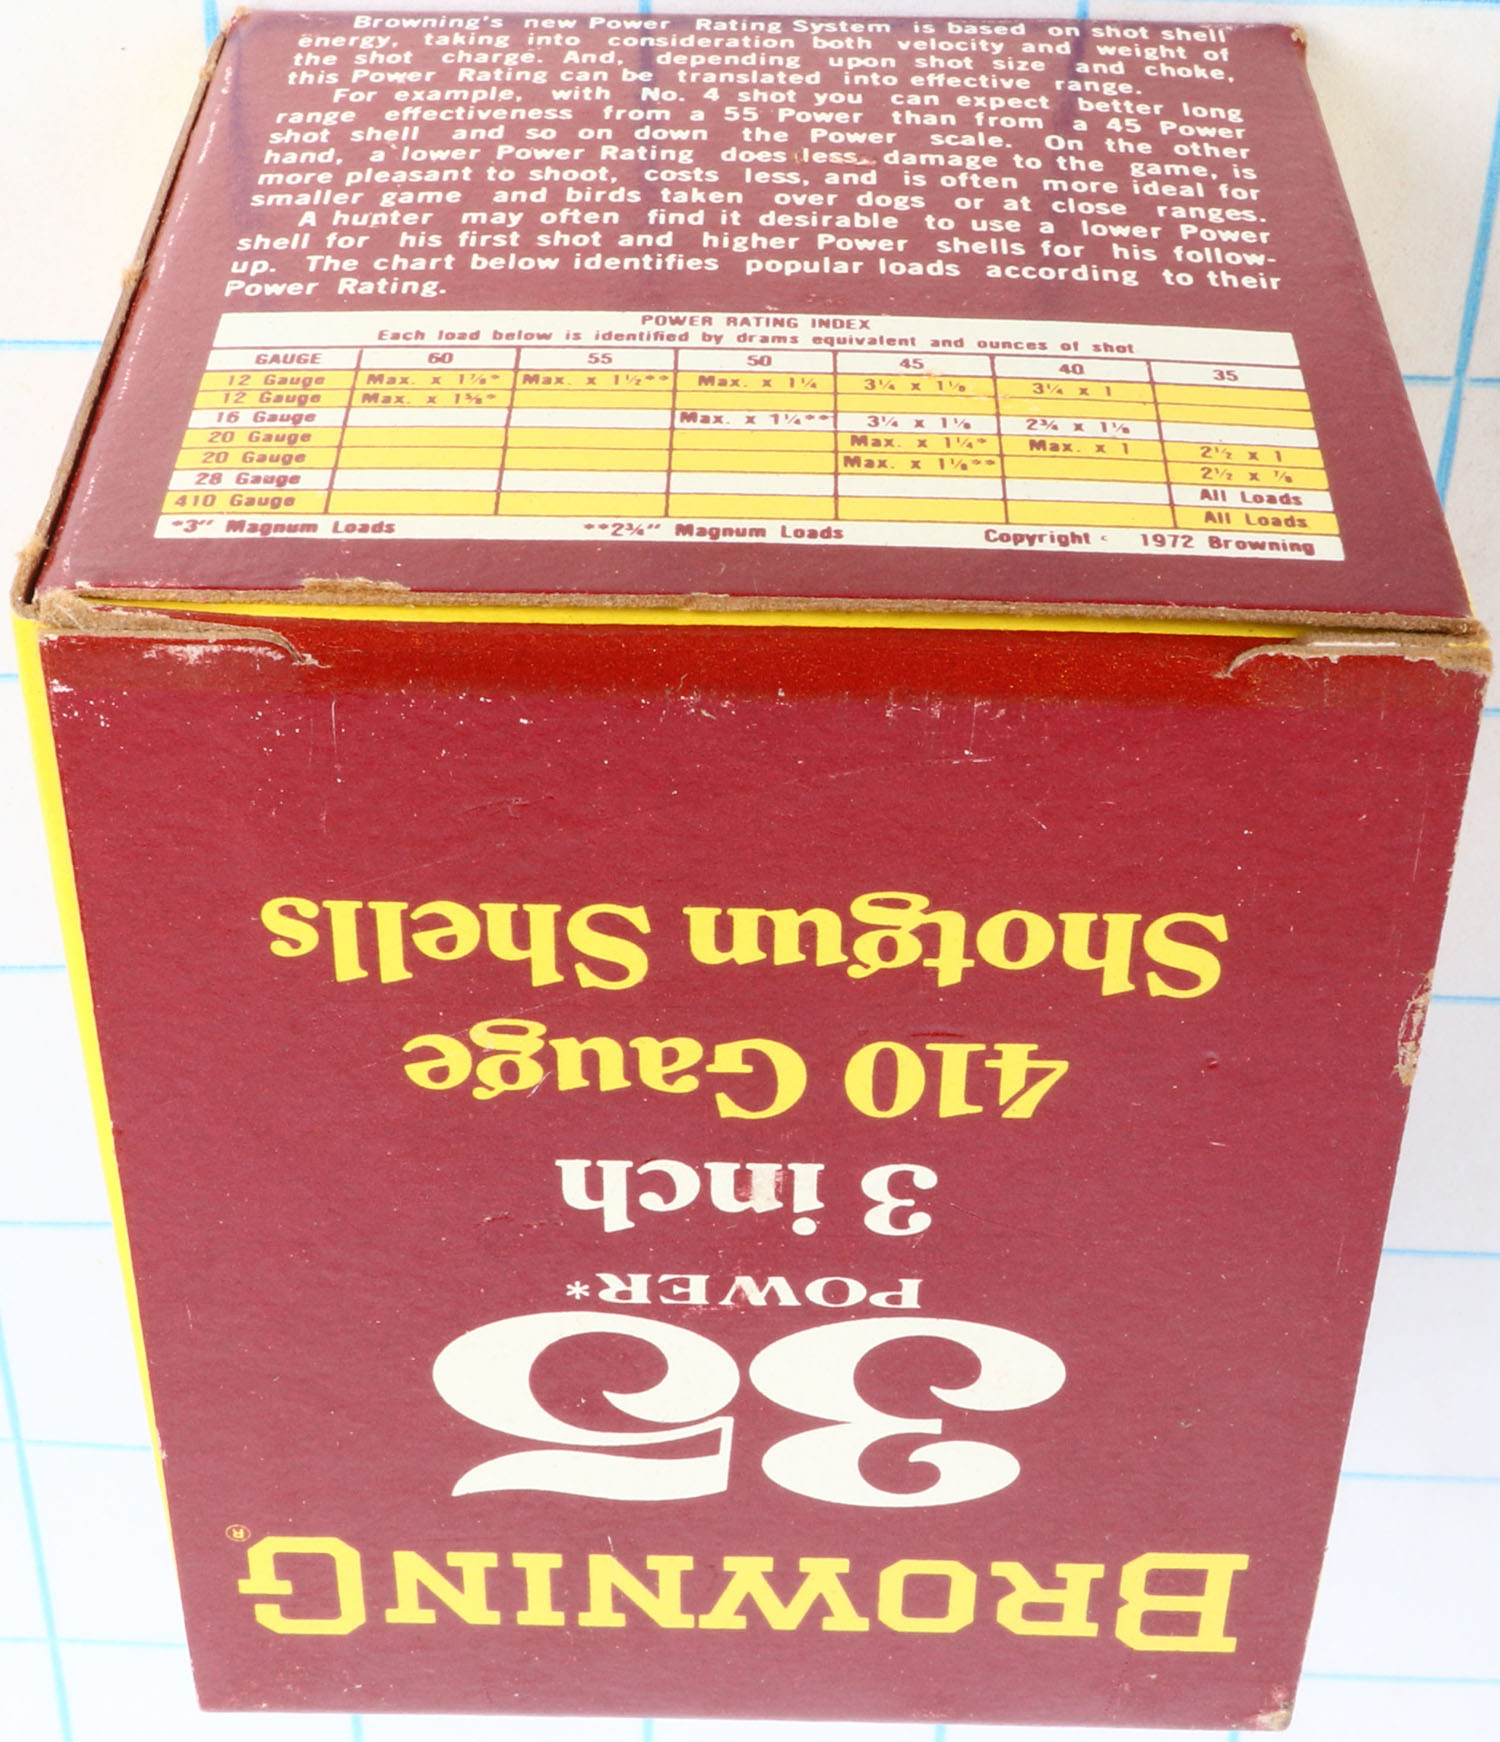 Browning's new Power Rating System is based on shot shell
energy, taking into consideration both velocity and weight of
the shot charge. And, depending upon shot size and choke,
this Power Rating can be translated into effective range.
For example, with No. 4 shot you can expect better long
range effectiveness from a 55 Power than from a 45 Power
shot shell and so on down the Power scale. On the other
hand, a lower Power Rating does less damage to the game, is
more pleasant to shoot, costs less, and is often more ideal for
smaller game and birds taken over dogs or at close ranges.
A hunter may often find it desirable to use a lower Power
shell for his first shot and higher Power shells for his follow-
up. The chart below identifies popular loads according to their
Power Rating.
POWER RATING INDEX
Each load below is identified by drams equivalent and ounces of shot
GAUGE 60 55 50 45 40 35
12 Gauge Max. x 1⅞* Max. x 1½** Max. x 1¼ 3¼ x 1⅛ 3¼ x 1
12 Gauge Max. x 1⅝*
16 Gauge Max. x 1¼** 3¼ x 1⅛ 2¾ x 1⅛
20 Gauge Max. x 1¼* Max. x 1 2½ x 1
20 Gauge Max. x 1⅛** 2½ x ⅞
28 Gauge All Loads
410 Gauge All Loads
*3" Magnum Loads **2¾" Magnum Loads Copyright c 1972 Browning
BROWNING®
35
POWER*
3 inch
410 Gauge
Shotgun Shells